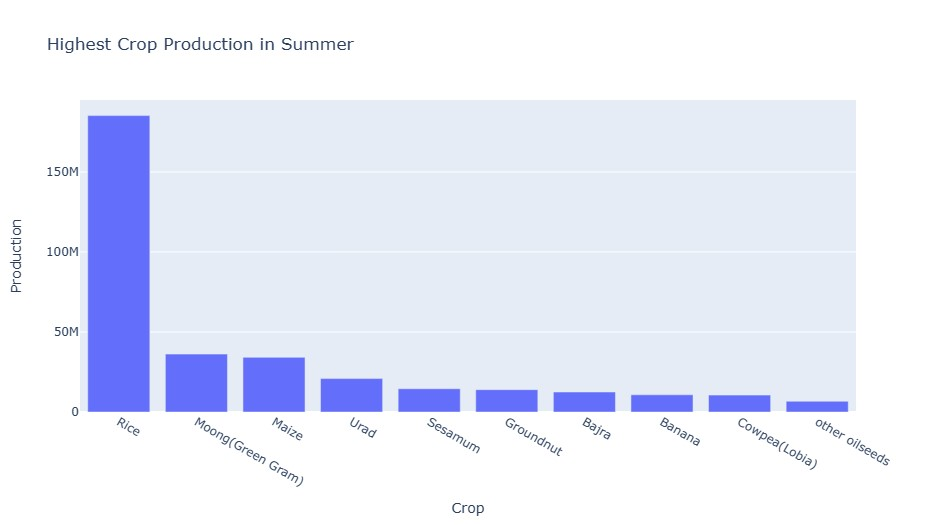 Highest Crop Production in Summer
Production
150M
100M
50M
0
Rice
Moong(Green Gram)
Maize
Urad
Sesamum
Groundnut
Bajra
Banana
Cowpea(Lobia)
other oilseeds
Crop